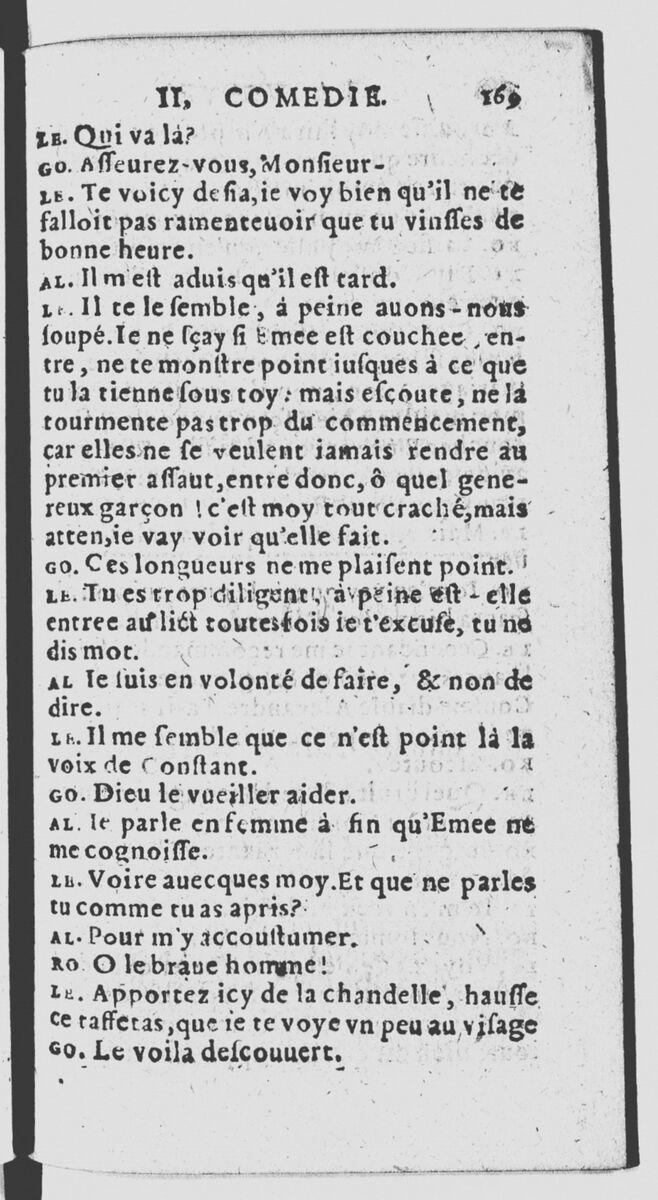 II, COMEDIE. 169
LE. Qui va là?
GO. Asseurez-vous, Monsieur-
LE. Te voicy desia, ie voy bien qu'il ne te
falloit pas ramenteuoir que tu vinsses de
bonne heure.
AL. Il m'est aduis qu'il est tard.
LE. Il te le semble, á peine auons-nous
soupé. Ie ne sçay si Emee est couchee, en-
tre, ne te monstre point iusques à ce que
tu la tienne sous toy: mais escoute, ne la
tourmente pas trop du commencement,
car elles ne se veulent iamais rendre au
premier assaut, entre donc, ô quel gene-
reux garçon! c'est moy tout craché, mais
atten, ie vay voir qu'elle fait.
GO. Ces longueurs ne me plaisent point.
LE. Tu es trop diligent, à peine est-elle
entree au lict toutesfois ie t'excuse, tu ne
dis mot.
AL Ie suis en volonté de faire, & non de
dire.
LE. Il me semble que ce n'est point là la
voix de Constant.
GO. Dieu le vueiller aider.
AL. Ie parle en femme à fin qu'Emee ne
me cognoisse.
LE. Voire auecques moy. Et que ne parles
tu comme tu as apris?
AL. Pour m'y accoustumer.
RO O le braue homme!
LE. Apportez icy de la chandelle, hausse
ce taffetas, que ie te voye vn peu au visage
GO. Le voila descouuert.